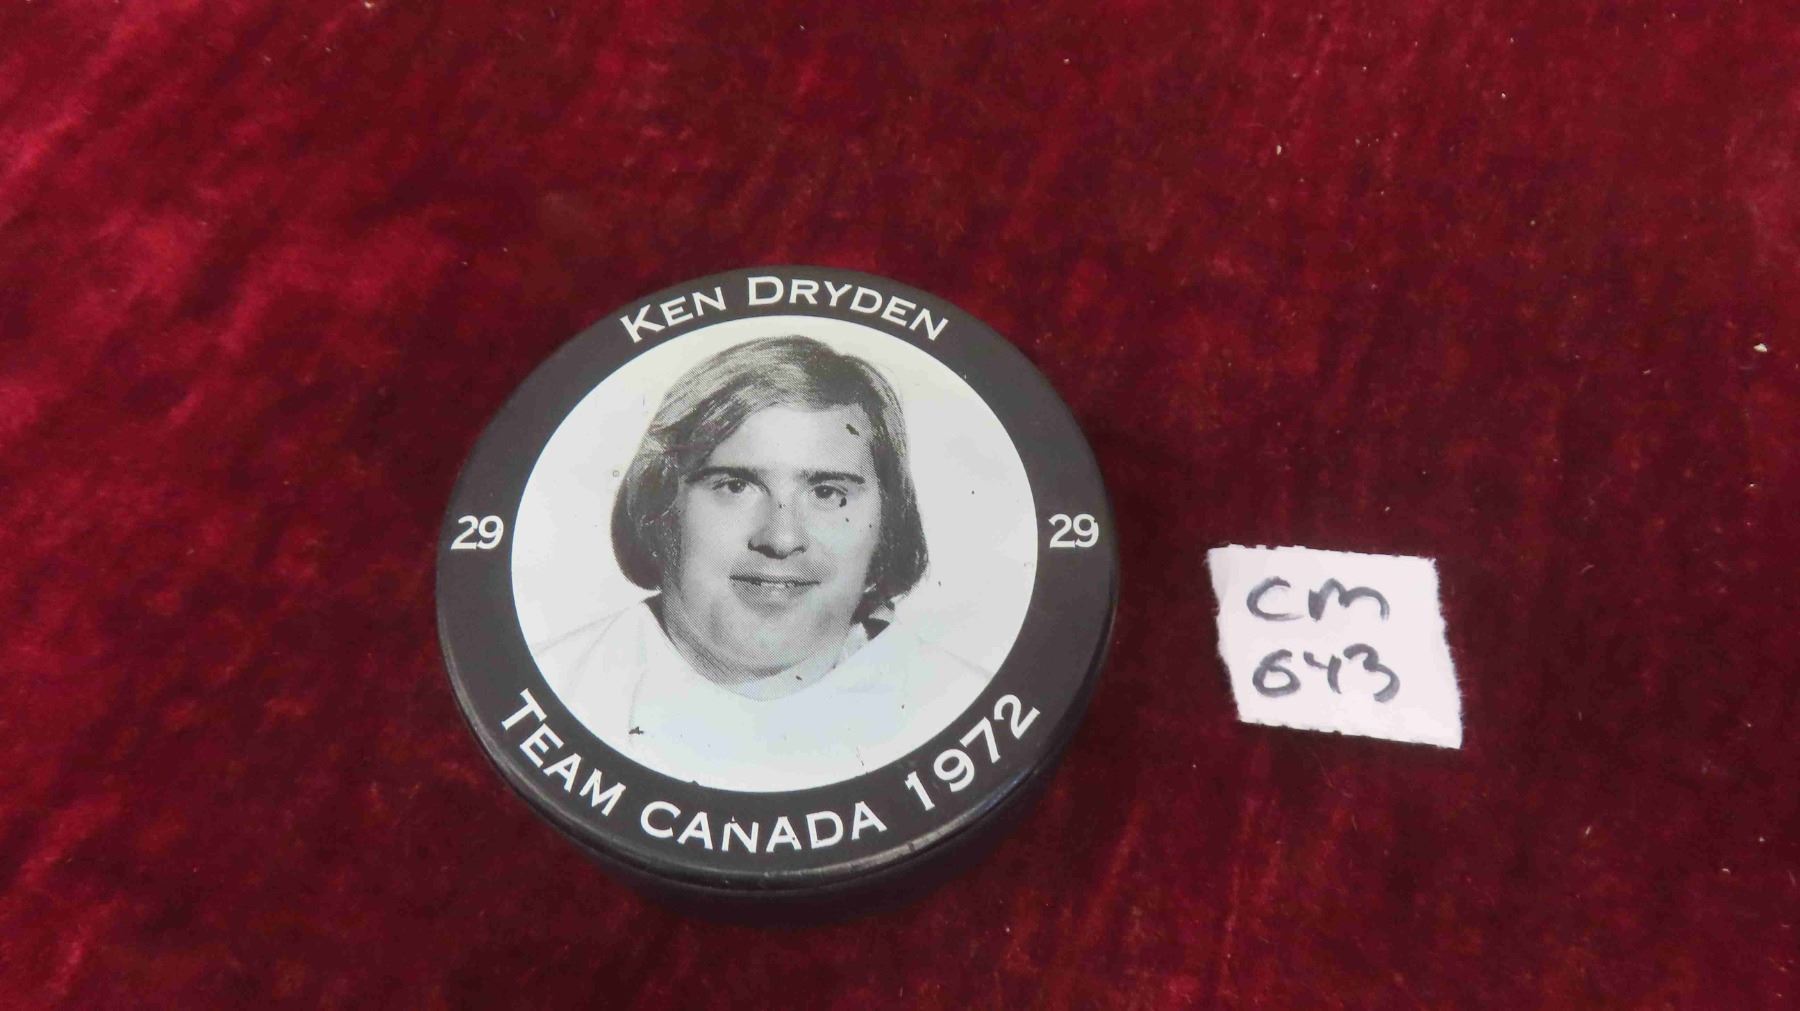 KEN DRYDEN
29 29
TEAM CANADA 1972
CM
643